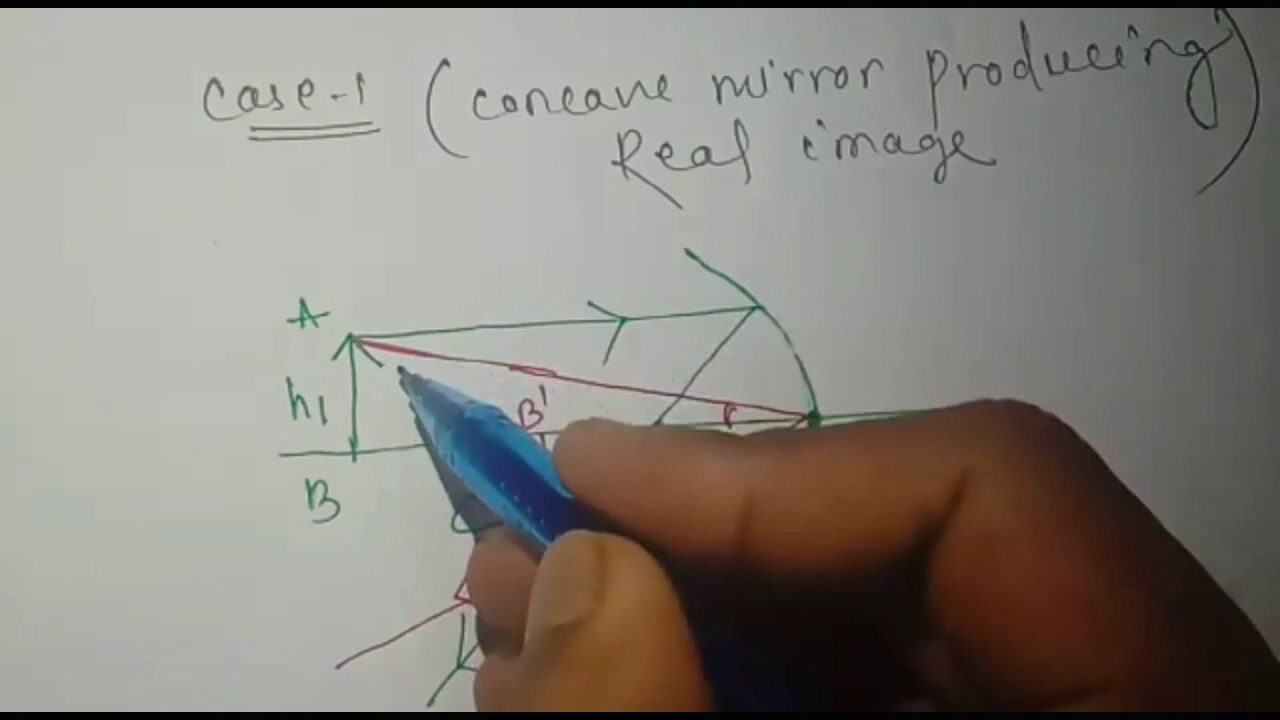 Case-1 (concave mirror producing
Real image)
A
h1
B'
B